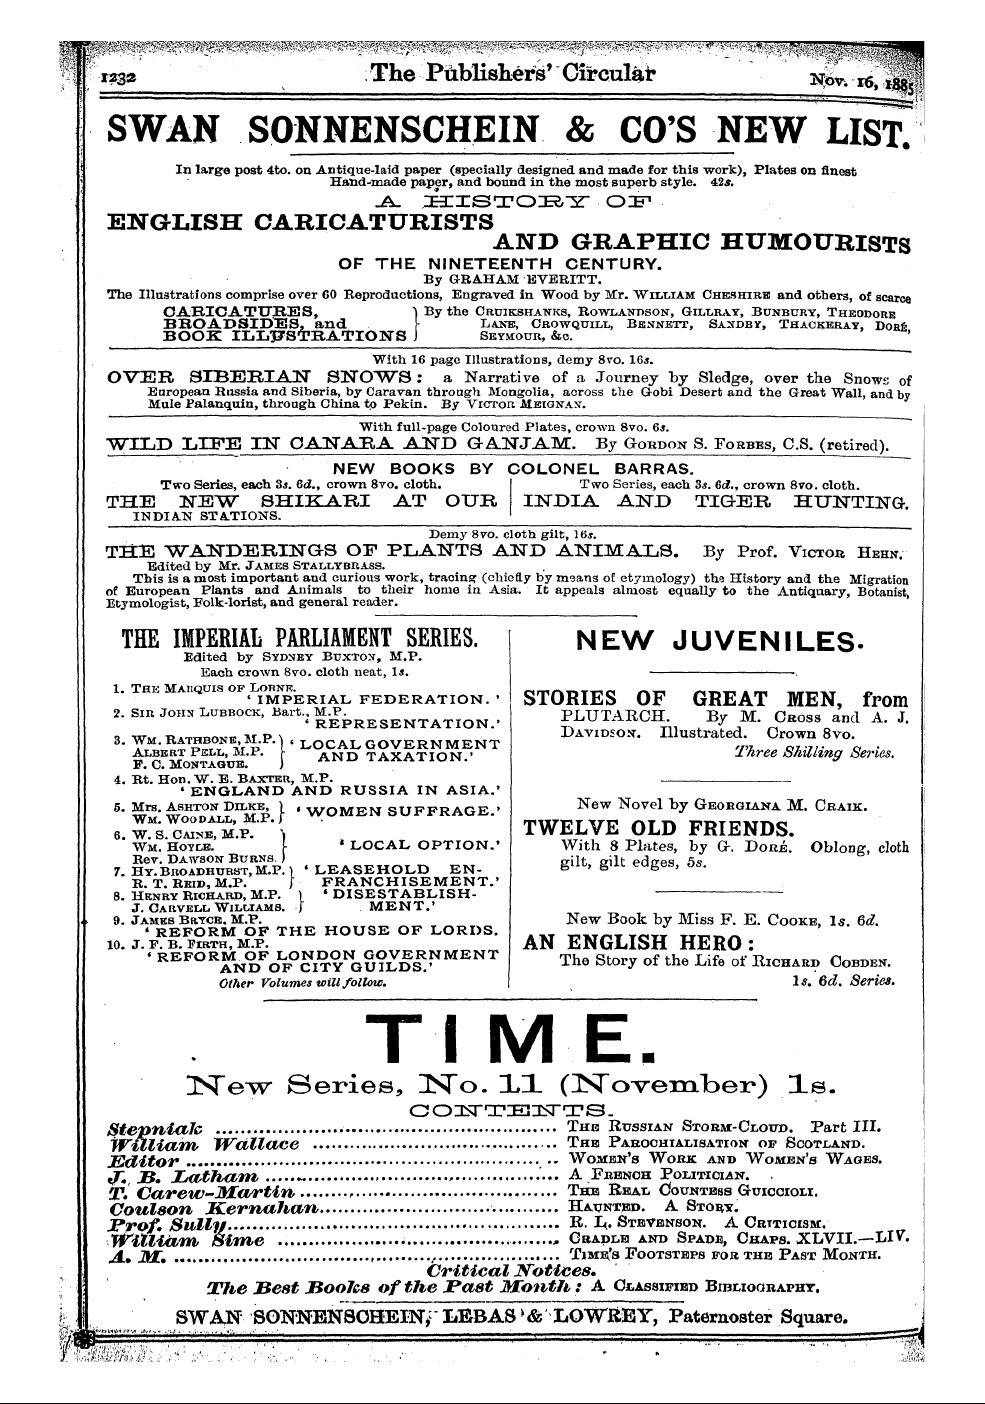 1232
The Publishers' Circular
Nov. 16, 1885
SWAN SONNENSCHEIN & CO'S NEW LIST.
In large post 4to. on Antique-laid paper (specially designed and made for this work), Plates on finest
Hand-made paper, and bound in the most superb style. 42s.
A HISTORY OF
ENGLISH CARICATURISTS
AND GRAPHIC HUMOURISTS
OF THE NINETEENTH CENTURY.
By GRAHAM EVERITT.
The Illustrations comprise over 60 Reproductions, Engraved in Wood by Mr. WILLIAM CHESHIRE and others, of scarce
CARICATURES,
BROADSIDES, and
BOOK ILLUSTRATIONS
By the CRUIKSHANKS, ROWLANDSON, GILLRAY, BUNBURY, THEODORE
LANE, CROWQUILL, BENNETT, SANDBY, THACKERAY, DORÉ,
SEYMOUR, &c.
With 16 page Illustrations, demy 8vo. 16s.
OVER SIBERIAN SNOWS: a Narrative of a Journey by Sledge, over the Snows of
European Russia and Siberia, by Caravan through Mongolia, across the Gobi Desert and the Great Wall, and by
Mule Palanquin, through China to Pekin. By VICTOR MEIGNAN.
With full-page Coloured Plates, crown 8vo. 6s.
WILD LIFE IN CANARA AND GANJAM. By GORDON S. FORBES, C.S. (retired).
NEW BOOKS BY COLONEL BARRAS.
Two Series, each 3s. 6d., crown 8vo. cloth.
THE NEW SHIKARI AT OUR
INDIAN STATIONS.
Two Series, each 3s. 6d., crown 8vo. cloth.
INDIA AND TIGER HUNTING.
Demy 8vo. cloth gilt, 16s.
THE WANDERINGS OF PLANTS AND ANIMALS. By Prof. VICTOR HEHN.
Edited by Mr. JAMES STALLYBRASS.
This is a most important and curious work, tracing (chiefly by means of etymology) the History and the Migration
of European Plants and Animals to their home in Asia. It appeals almost equally to the Antiquary, Botanist,
Etymologist, Folk-lorist, and general reader.
THE IMPERIAL PARLIAMENT SERIES.
Edited by SYDNEY BUXTON, M.P.
Each crown 8vo. cloth neat, 1s.
1. THE MARQUIS OF LORNE.
'IMPERIAL FEDERATION.'
2. SIR JOHN LUBBOCK, Bart., M.P.
'REPRESENTATION.'
3. WM. RATHBONE, M.P.
ALBERT PELL, M.P.
F. C. MONTAGUE.
'LOCAL GOVERNMENT
AND TAXATION.'
4. Rt. Hon. W. E. BAXTER, M.P.
'ENGLAND AND RUSSIA IN ASIA.'
5. Mrs. ASHTON DILKE,
WM. WOODALL, M.P.
'WOMEN SUFFRAGE.'
6. W. S. CAINE, M.P.
WM. HOYLE.
Rev. DAWSON BURNS.
'LOCAL OPTION.'
7. HY. BROADHURST, M.P.
R. T. REID, M.P.
'LEASEHOLD EN-
FRANCHISEMENT.'
8. HENRY RICHARD, M.P.
J. CARVELL WILLIAMS.
'DISESTABLISH-
MENT.'
9. JAMES BRYCE, M.P.
'REFORM OF THE HOUSE OF LORDS.
10. J. F. B. FIRTH, M.P.
'REFORM OF LONDON GOVERNMENT
AND OF CITY GUILDS.'
Other Volumes will follow.
NEW JUVENILES.
STORIES OF GREAT MEN, from
PLUTARCH. By M. CROSS and A. J.
DAVIDSON. Illustrated. Crown 8vo.
Three Shilling Series.
New Novel by GEORGIANA M. CRAIK.
TWELVE OLD FRIENDS.
With 8 Plates, by G. DORÉ. Oblong, cloth
gilt, gilt edges, 5s.
New Book by Miss F. E. COOKE, 1s. 6d.
AN ENGLISH HERO:
The Story of the Life of RICHARD COBDEN.
1s. 6d. Series.
TIME.
New Series, No. 11 (November) 1s.
CONTENTS.
Stepniak ........ THE RUSSIAN STORM-CLOUD. Part III.
William Wallace ........ THE PAROCHIALISATION OF SCOTLAND.
Editor ........ WOMEN'S WORK AND WOMEN'S WAGES.
J. B. Latham ........ A FRENCH POLITICIAN.
T. Carew-Martin ........ THE REAL COUNTESS GUICCIOLI.
Coulson Kernahan ........ HAUNTED. A STORY.
Prof. Sully ........ R. L. STEVENSON. A CRITICISM.
William Sime ........ CRADLE AND SPADE, CHAPS. XLVII.—LIV.
A. M. ........ TIME'S FOOTSTEPS FOR THE PAST MONTH.
Critical Notices.
The Best Books of the Past Month: A CLASSIFIED BIBLIOGRAPHY.
SWAN SONNENSCHEIN, LEBAS & LOWREY, Paternoster Square.